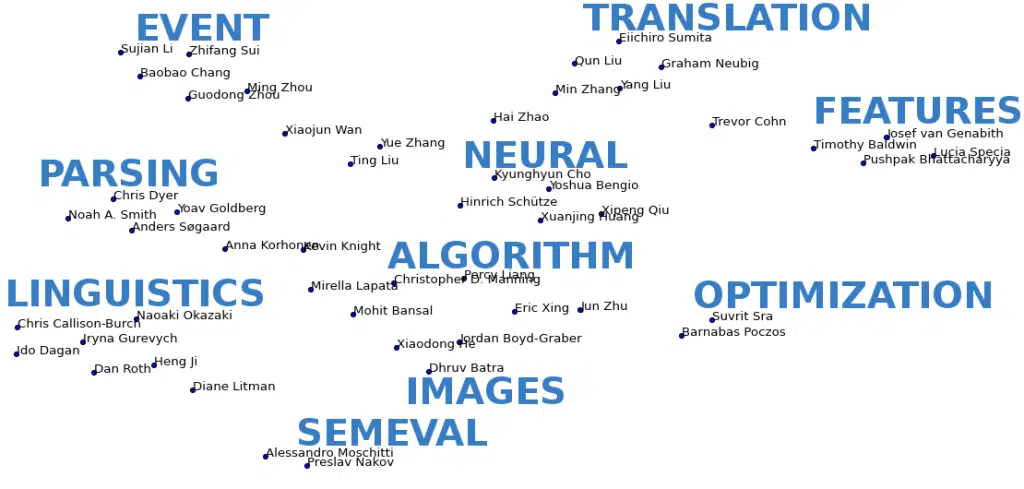 EVENT
Sujian Li
Zhifang Sui
Baobao Chang
Ming Zhou
Guodong Zhou
Xiaojun Wan
Yue Zhang
Ting Liu
TRANSLATION
Eiichiro Sumita
Qun Liu
Graham Neubig
Min Zhang
Yang Liu
Hai Zhao
Trevor Cohn
FEATURES
Josef van Genabith
Timothy Baldwin
Lucia Specia
Pushpak Bhattacharyya
NEURAL
Kyunghyun Cho
Yoshua Bengio
Hinrich Schütze
Xipeng Qiu
Xuanjing Huang
PARSING
Chris Dyer
Noah A. Smith
Yoav Goldberg
Anders Søgaard
Anna Korhonen
Kevin Knight
ALGORITHM
Percy Liang
Christopher D. Manning
Mirella Lapata
Mohit Bansal
Eric Xing
Jun Zhu
Xiaodong He
Jordan Boyd-Graber
Dhruv Batra
LINGUISTICS
Naoaki Okazaki
Chris Callison-Burch
Iryna Gurevych
Ido Dagan
Heng Ji
Dan Roth
Diane Litman
OPTIMIZATION
Suvrit Sra
Barnabas Poczos
IMAGES
SEMEVAL
Alessandro Moschitti
Preslav Nakov